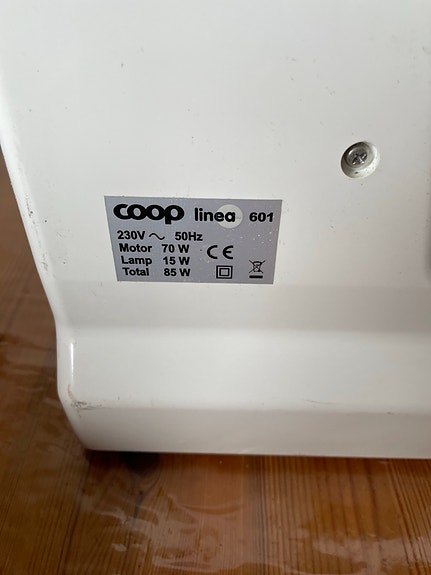 coop linea 601
230V ~ 50Hz
Motor 70 W
Lamp 15 W
Total 85 W
CE